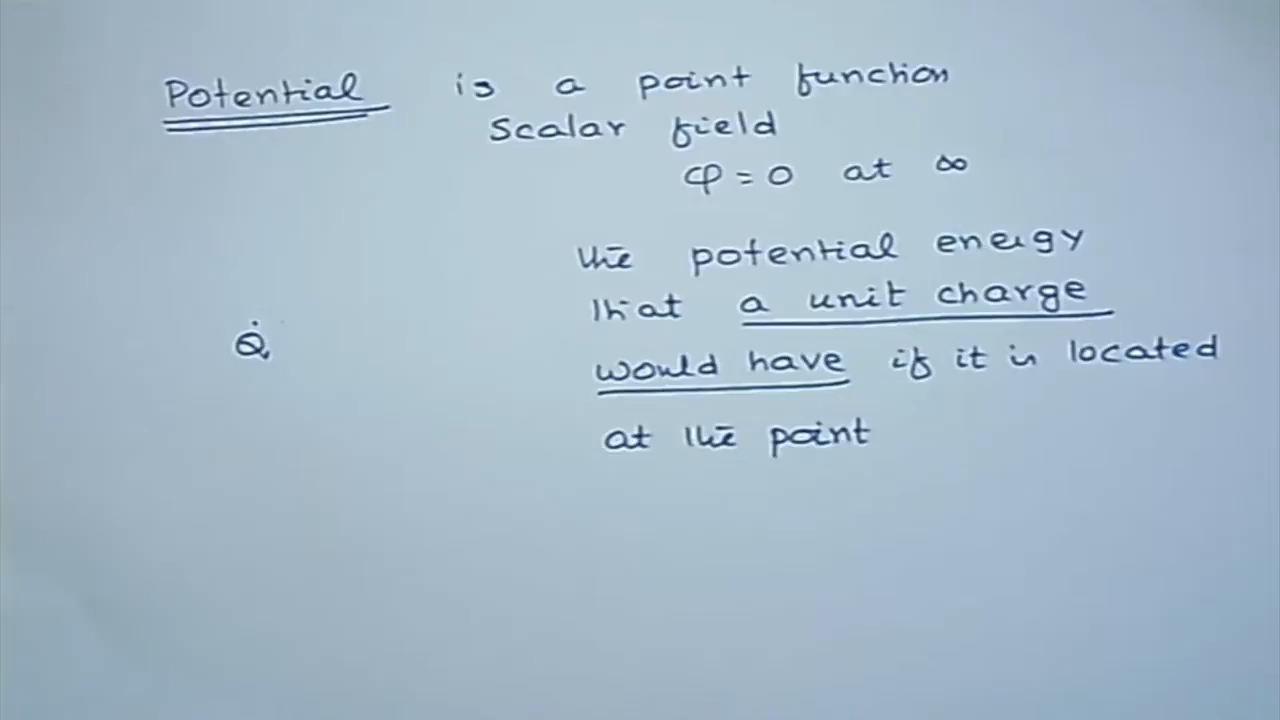 Potential is a point function
Scalar field
φ = 0 at ∞
the potential energy
that a unit charge
Q
would have if it is located
at the point